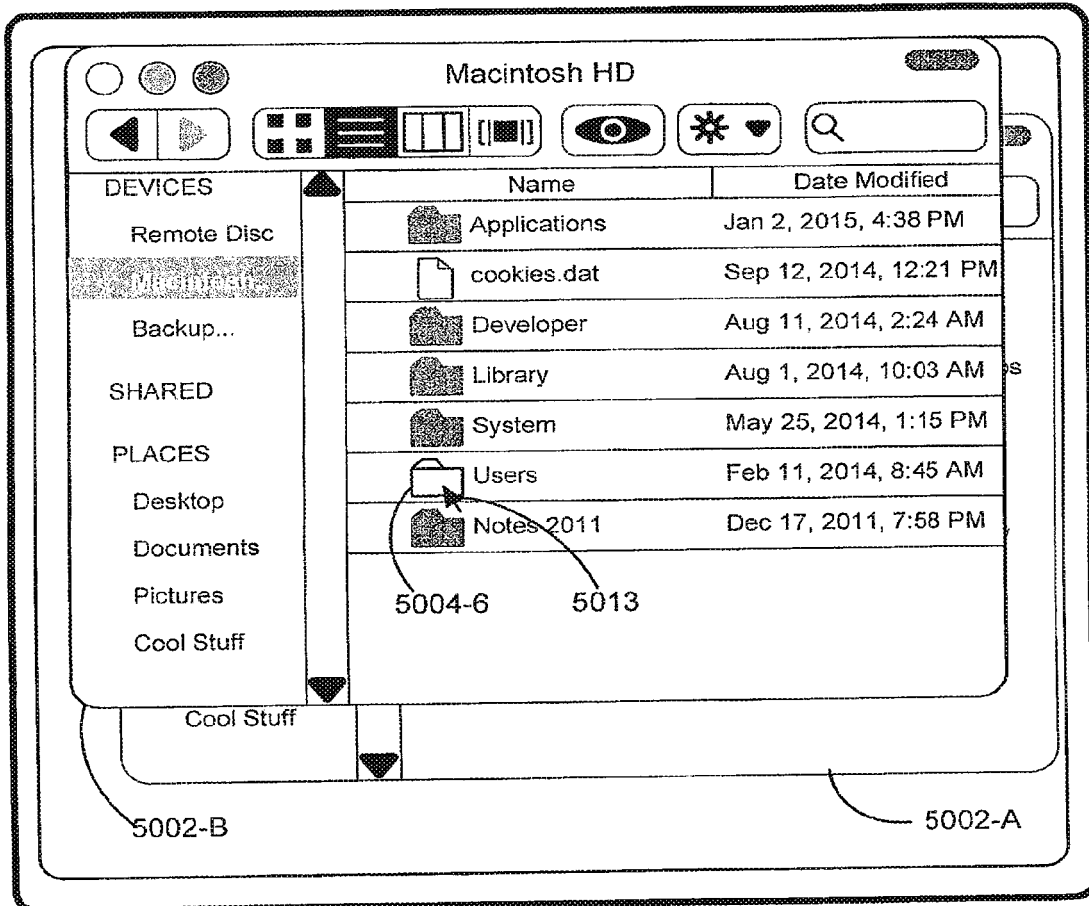 Macintosh HD
DEVICES
Name
Date Modified
Remote Disc
Applications
Jan 2, 2015, 4:38 PM
Macintosh...
cookies.dat
Sep 12, 2014, 12:21 PM
Backup...
Developer
Aug 11, 2014, 2:24 AM
SHARED
Library
Aug 1, 2014, 10:03 AM
os
PLACES
System
May 25, 2014, 1:15 PM
Desktop
Users
Feb 11, 2014, 8:45 AM
Documents
Notes 2011
Dec 17, 2011, 7:58 PM
Pictures
5004-6
5013
Cool Stuff
Cool Stuff
5002-B
5002-A